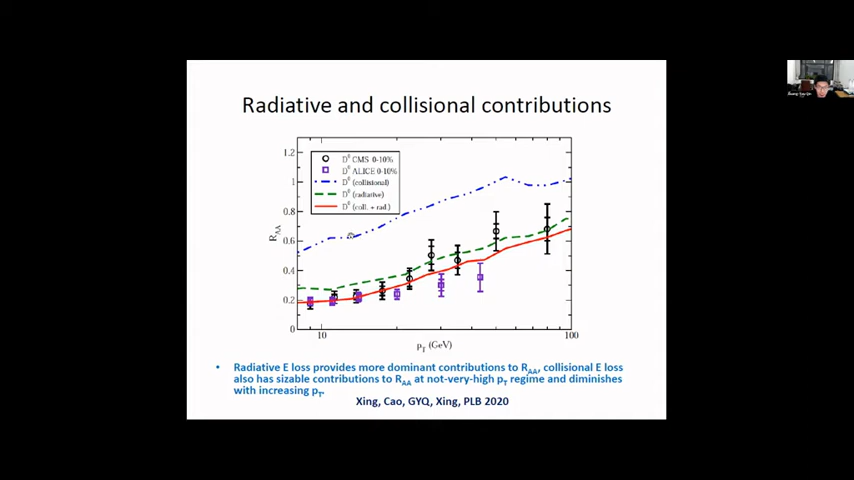 Radiative and collisional contributions
1.2
1
0.8
0.6
0.4
0.2
0
R_AA
D⁰ CMS 0-10%
D⁰ ALICE 0-10%
D⁰ (collisional)
D⁰ (radiative)
D⁰ (coll. + rad.)
10
100
p_T (GeV)
• Radiative E loss provides more dominant contributions to R_AA, collisional E loss
also has sizable contributions to R_AA at not-very-high p_T regime and diminishes
with increasing p_T.
Xing, Cao, GYQ, Xing, PLB 2020